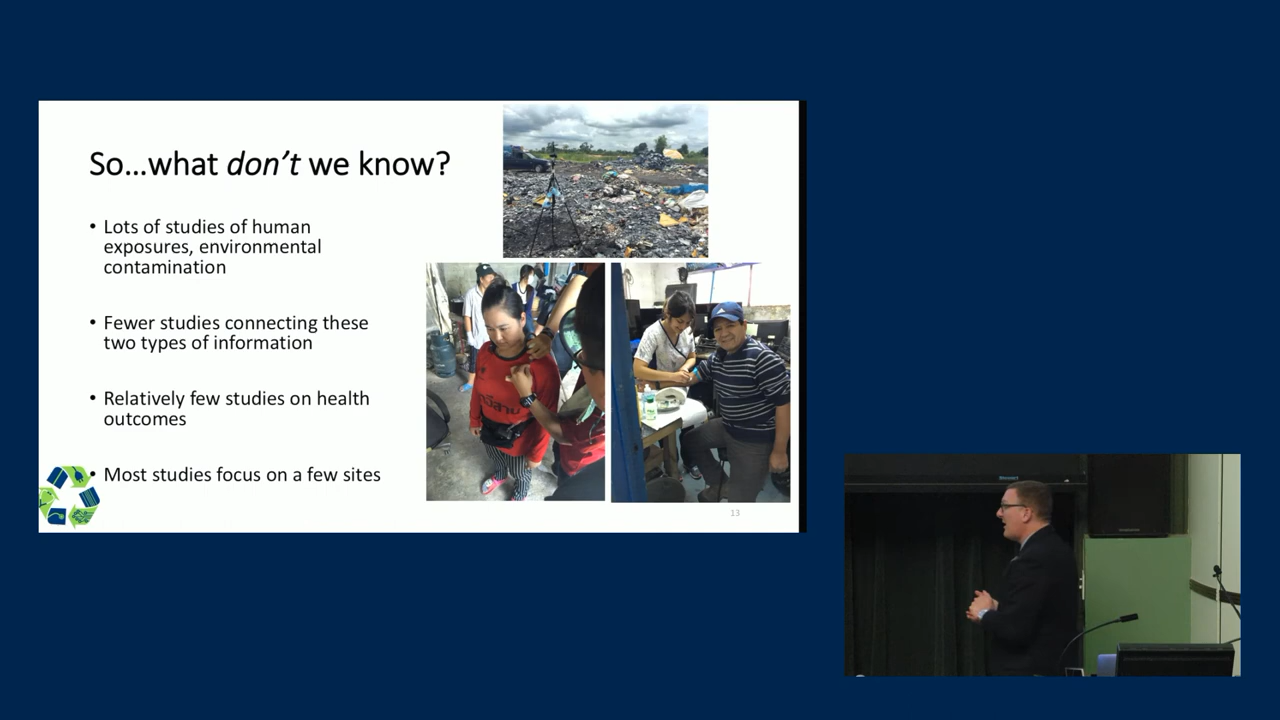 So...what don't we know?
• Lots of studies of human
exposures, environmental
contamination
• Fewer studies connecting these
two types of information
• Relatively few studies on health
outcomes
• Most studies focus on a few sites
13